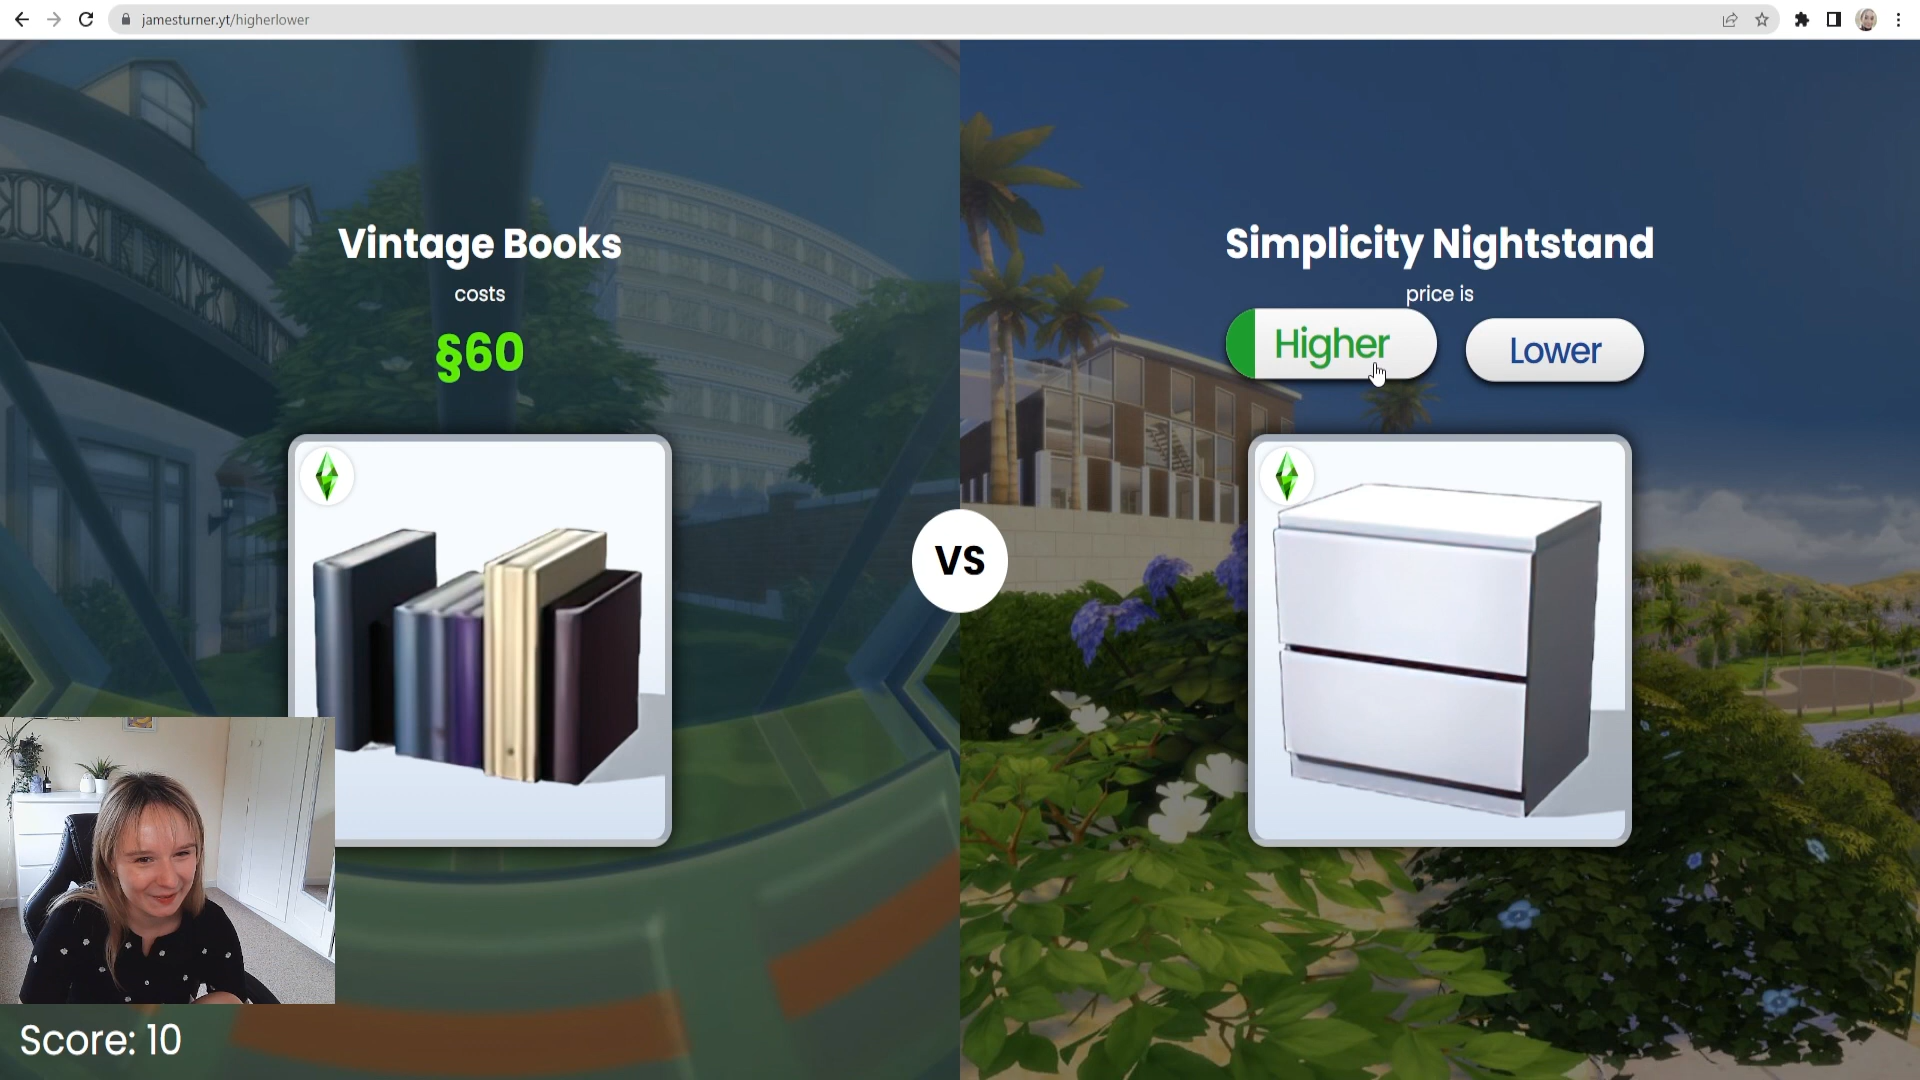 jamesturner.yt/higherlower
Vintage Books
costs
§60
Simplicity Nightstand
price is
Higher
Lower
VS
Score: 10